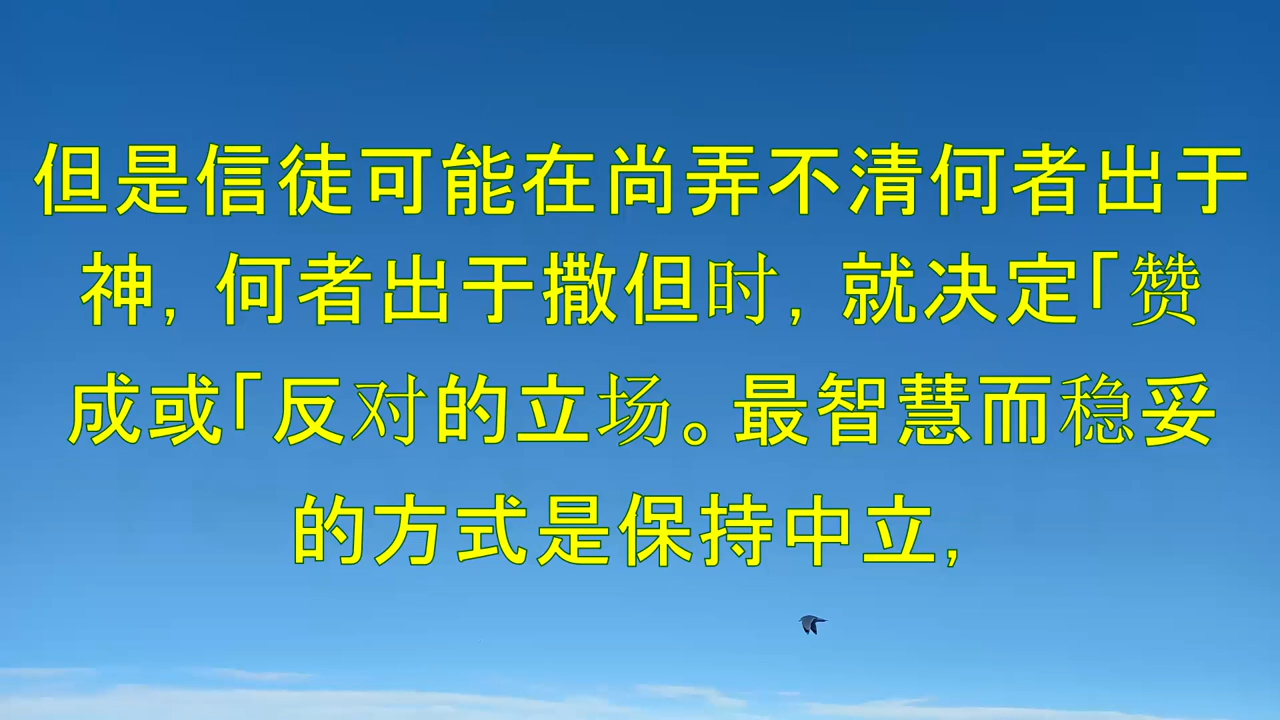 但是信徒可能在尚弄不清何者出于
神, 何者出于撒但时, 就决定「赞
成或「反对的立场。最智慧而稳妥
的方式是保持中立,